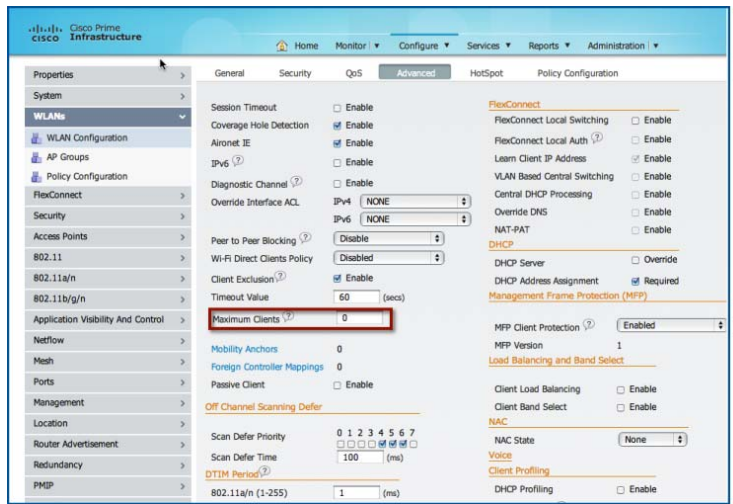 Cisco Prime
CISCO Infrastructure
Home Monitor Configure Services Reports Administration
Properties
System
WLANs
WLAN Configuration
AP Groups
Policy Configuration
FlexConnect
Security
Access Points
802.11
802.11a/n
802.11b/g/n
Application Visibility And Control
Netflow
Mesh
Ports
Management
Location
Router Advertisement
Redundancy
PMIP
General Security QoS Advanced HotSpot Policy Configuration
Session Timeout Enable
Coverage Hole Detection Enable
Aironet IE Enable
IPv6 ? Enable
Diagnostic Channel ? Enable
Override Interface ACL IPv4 NONE
IPv6 NONE
Peer to Peer Blocking ? Disable
Wi-Fi Direct Clients Policy Disabled
Client Exclusion ? Enable
Timeout Value 60 (secs)
Maximum Clients ? 0
Mobility Anchors 0
Foreign Controller Mappings 0
Passive Client Enable
Off Channel Scanning Defer
Scan Defer Priority 0 1 2 3 4 5 6 7
Scan Defer Time 100 (ms)
DTIM Period ?
802.11a/n (1-255) 1 (ms)
FlexConnect
FlexConnect Local Switching Enable
FlexConnect Local Auth ? Enable
Learn Client IP Address Enable
VLAN Based Central Switching Enable
Central DHCP Processing Enable
Override DNS Enable
NAT-PAT Enable
DHCP
DHCP Server Override
DHCP Address Assignment Required
Management Frame Protection (MFP)
MFP Client Protection ? Enabled
MFP Version 1
Load Balancing and Band Select
Client Load Balancing Enable
Client Band Select Enable
NAC
NAC State None
Voice
Client Profiling
DHCP Profiling Enable